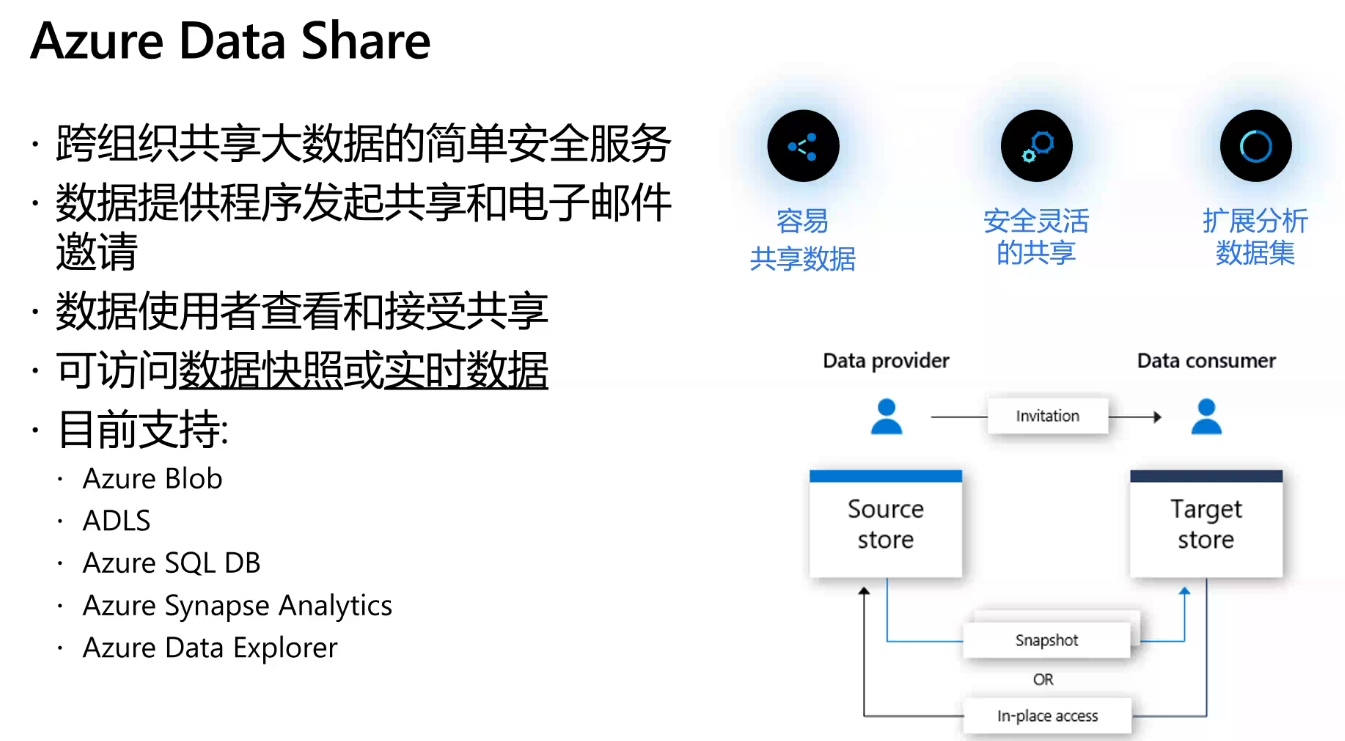 Azure Data Share
· 跨组织共享大数据的简单安全服务
· 数据提供程序发起共享和电子邮件
邀请
· 数据使用者查看和接受共享
· 可访问数据快照或实时数据
· 目前支持:
· Azure Blob
· ADLS
· Azure SQL DB
· Azure Synapse Analytics
· Azure Data Explorer
容易
共享数据
安全灵活
的共享
扩展分析
数据集
Data provider
Data consumer
Invitation
Source
store
Target
store
Snapshot
OR
In-place access